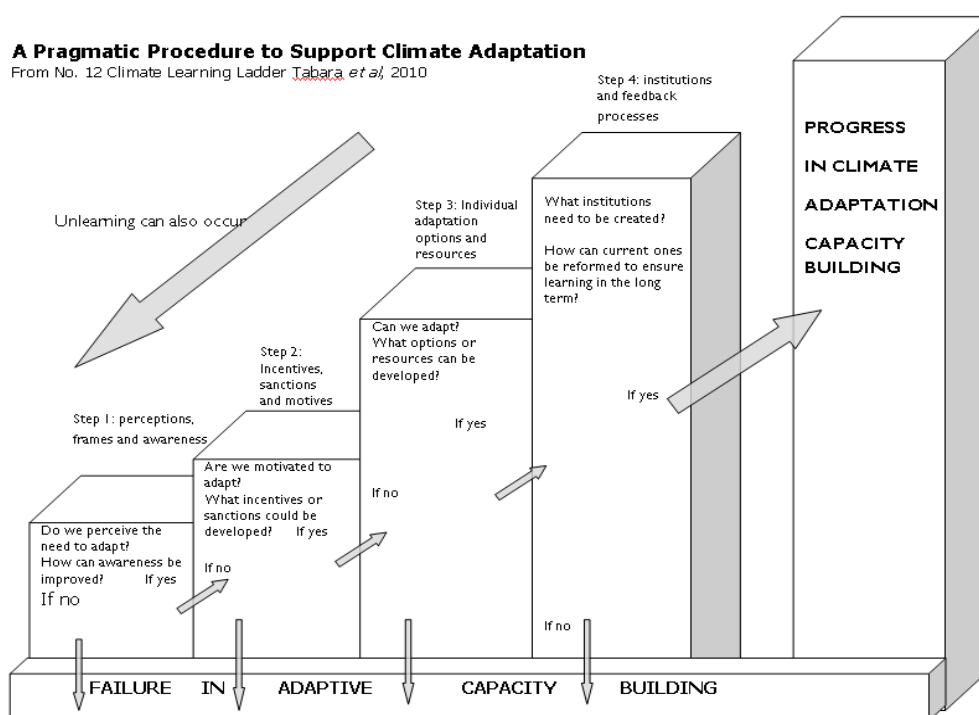 A Pragmatic Procedure to Support Climate Adaptation
From No. 12 Climate Learning Ladder Tabara et al, 2010
Step 4: institutions
and feedback
processes
PROGRESS
IN CLIMATE
ADAPTATION
CAPACITY
BUILDING
Unlearning can also occur
Step 3: Individual
adaptation
options and
resources
What institutions
need to be created?
How can current ones
be reformed to ensure
learning in the long
term?
If yes
If no
Can we adapt?
What options or
resources can be
developed?
If yes
If no
Step 2:
Incentives,
sanctions
and motives
Are we motivated to
adapt?
What incentives or
sanctions could be
developed? If yes
If no
Step 1: perceptions,
frames and awareness
Do we perceive the
need to adapt?
How can awareness be
improved? If yes
If no
FAILURE IN ADAPTIVE CAPACITY BUILDING